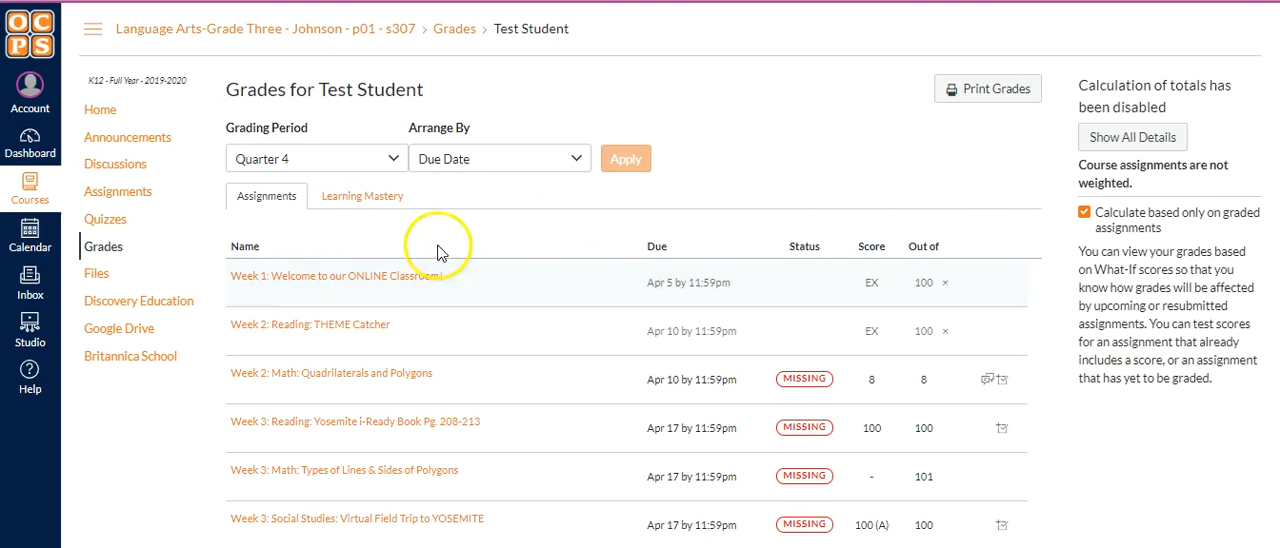 OC
PS
Account
Dashboard
Courses
Calendar
Inbox
Studio
Help
Language Arts-Grade Three - Johnson - p01 - s307 > Grades > Test Student
K12 - Full Year - 2019-2020
Home
Announcements
Discussions
Assignments
Quizzes
Grades
Files
Discovery Education
Google Drive
Britannica School
Grades for Test Student
Print Grades
Grading Period Arrange By
Quarter 4 Due Date Apply
Assignments Learning Mastery
Name Due Status Score Out of
Week 1: Welcome to our ONLINE Classroom! Apr 5 by 11:59pm EX 100 ×
Week 2: Reading: THEME Catcher Apr 10 by 11:59pm EX 100 ×
Week 2: Math: Quadrilaterals and Polygons Apr 10 by 11:59pm MISSING 8 8
Week 3: Reading: Yosemite i-Ready Book Pg. 208-213 Apr 17 by 11:59pm MISSING 100 100
Week 3: Math: Types of Lines & Sides of Polygons Apr 17 by 11:59pm MISSING - 101
Week 3: Social Studies: Virtual Field Trip to YOSEMITE Apr 17 by 11:59pm MISSING 100 (A) 100
Calculation of totals has
been disabled
Show All Details
Course assignments are not
weighted.
Calculate based only on graded
assignments
You can view your grades based
on What-If scores so that you
know how grades will be affected
by upcoming or resubmitted
assignments. You can test scores
for an assignment that already
includes a score, or an assignment
that has yet to be graded.